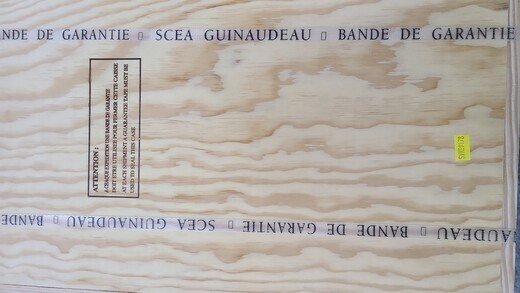 NDE DE GARANTIE ▯ SCEA GUINAUDEAU ▯ BANDE DE GARANTIE
ATTENTION :
A CHAQUE EXPEDITION UNE BANDE DE GARANTIE
DOIT ETRE UTILISEE POUR FERMER CETTE CAISSE
AT EACH SHIPMENT A GUARANTEE TAPE MUST BE
USED TO SEAL THIS CASE
AUDEAU ▯ BANDE DE GARANTIE ▯ SCEA GUINAUDEAU ▯ BANDE